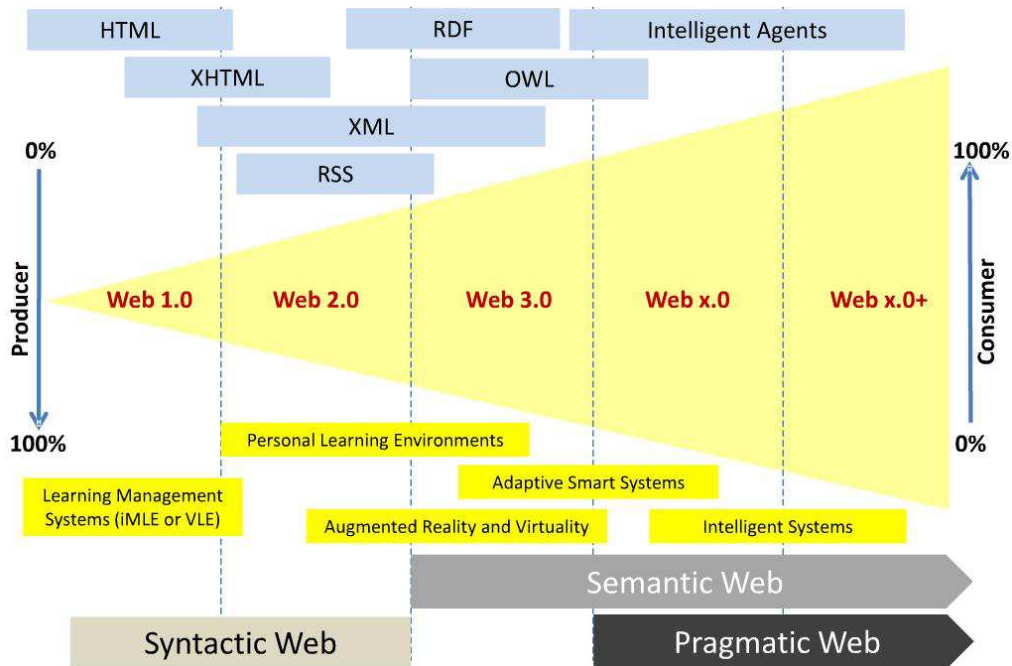 HTML
RDF
Intelligent Agents
XHTML
OWL
XML
RSS
0%
100%
Producer
Consumer
Web 1.0
Web 2.0
Web 3.0
Web x.0
Web x.0+
100%
0%
Personal Learning Environments
Adaptive Smart Systems
Learning Management
Systems (iMLE or VLE)
Augmented Reality and Virtuality
Intelligent Systems
Semantic Web
Syntactic Web
Pragmatic Web